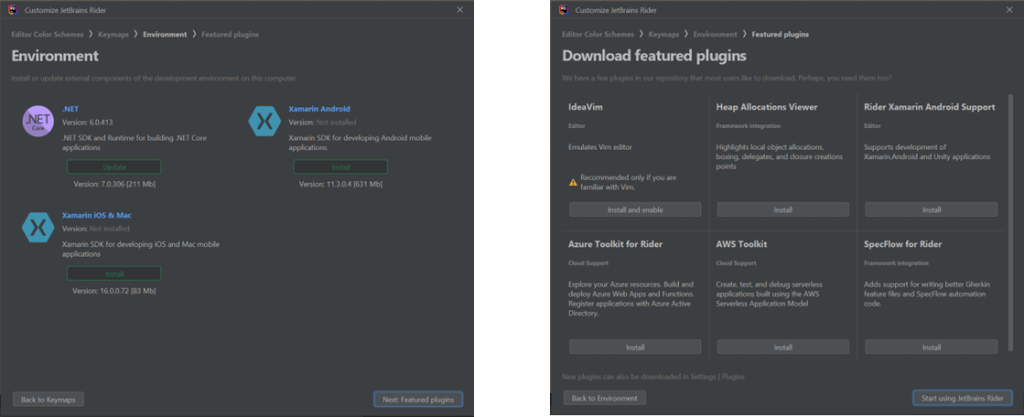 Customize JetBrains Rider
Editor Color Schemes ❯ Keymaps ❯ Environment ❯ Featured plugins
Environment
Install or update external components of the development environment on this computer.
.NET
Core
.NET
Version: 6.0.413
.NET SDK and Runtime for building .NET Core
applications
Update
Version: 7.0.306 [211 Mb]
Xamarin Android
Version: Not installed
Xamarin SDK for developing Android mobile
applications
Install
Version: 11.3.0.4 [631 Mb]
Xamarin iOS & Mac
Version: Not installed
Xamarin SDK for developing iOS and Mac mobile
applications
Install
Version: 16.0.0.72 [83 Mb]
Back to Keymaps
Next: Featured plugins
Customize JetBrains Rider
Editor Color Schemes ❯ Keymaps ❯ Environment ❯ Featured plugins
Download featured plugins
We have a few plugins in our repository that most users like to download. Perhaps, you need them too?
IdeaVim
Editor
Emulates Vim editor
Recommended only if you are
familiar with Vim.
Install and enable
Heap Allocations Viewer
Framework integration
Highlights local object allocations,
boxing, delegates, and closure creations
points
Install
Rider Xamarin Android Support
Editor
Supports development of
Xamarin.Android and Unity applications
Install
Azure Toolkit for Rider
Cloud Support
Explore your Azure resources. Build and
deploy Azure Web Apps and Functions.
Register applications with Azure Active
Directory.
Install
AWS Toolkit
Cloud Support
Create, test, and debug serverless
applications built using the AWS
Serverless Application Model
Install
SpecFlow for Rider
Framework integration
Adds support for writing better Gherkin
feature files and SpecFlow automation
code.
Install
New plugins can also be downloaded in Settings | Plugins
Back to Environment
Start using JetBrains Rider